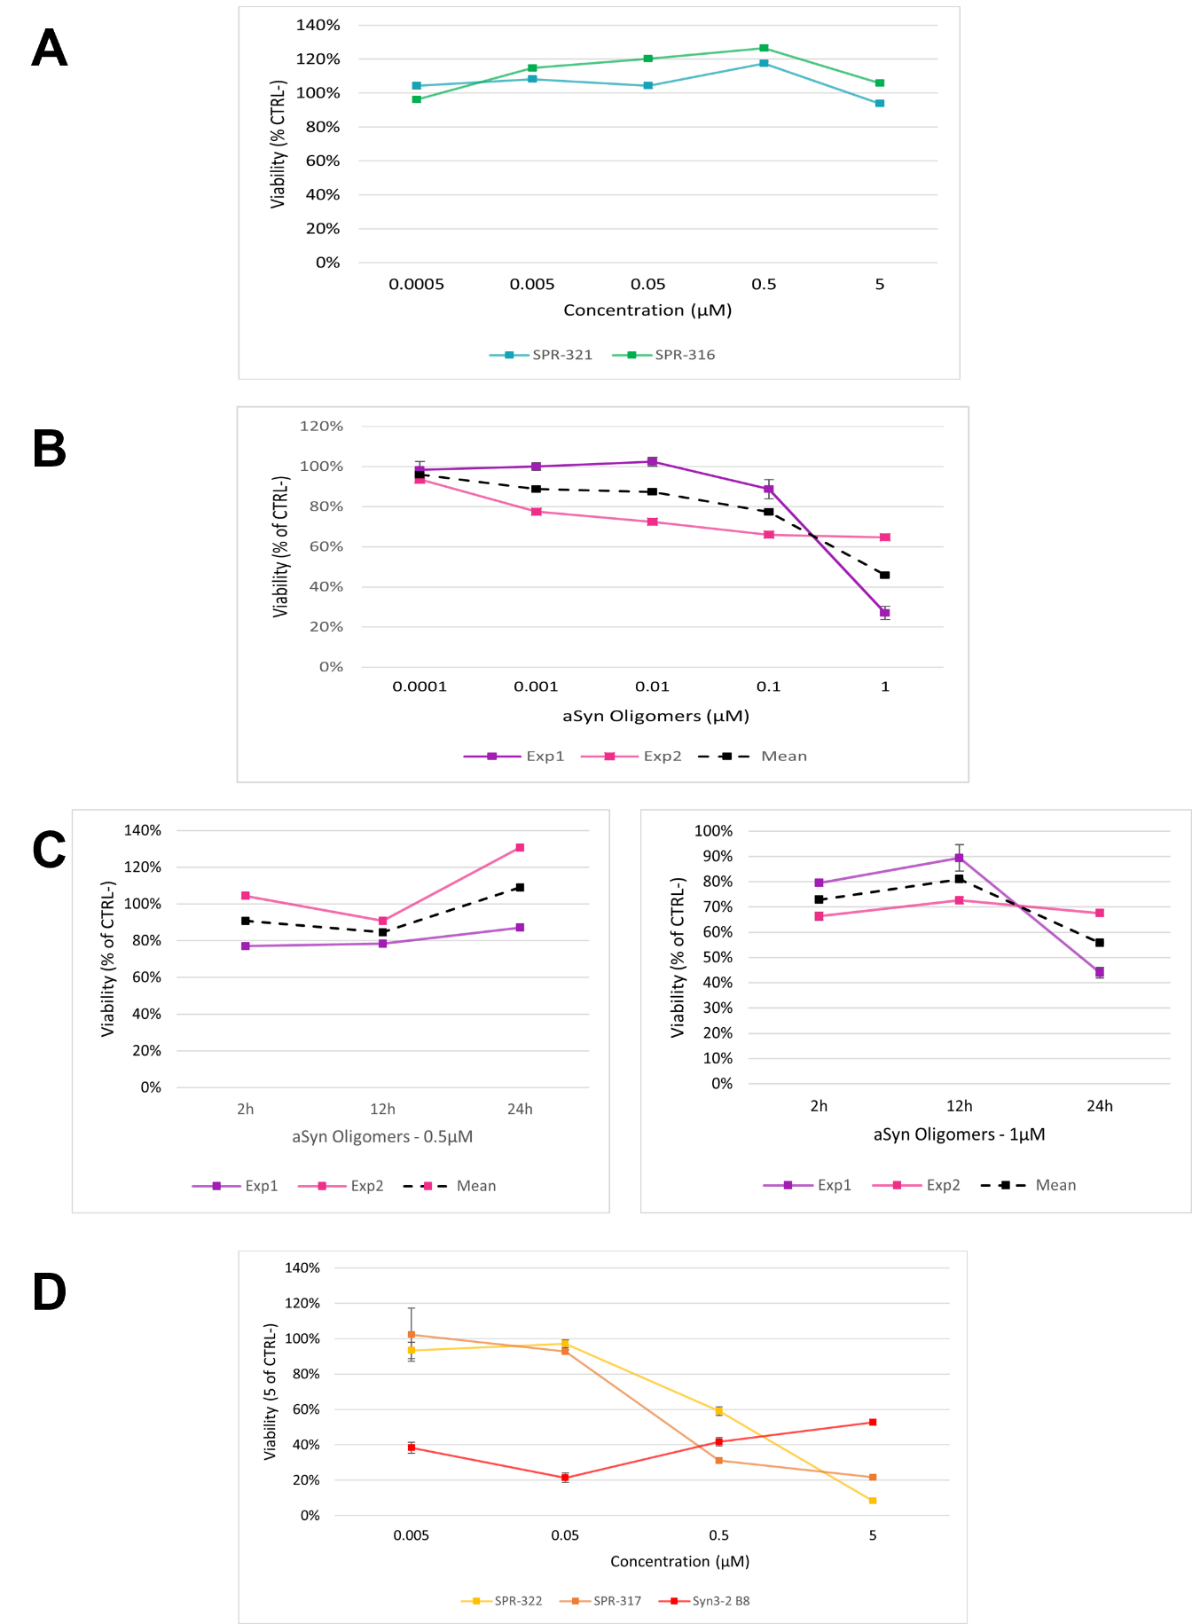 A
140%
120%
100%
80%
60%
40%
20%
0%
Viability (% CTRL-)
0.0005 0.005 0.05 0.5 5
Concentration (µM)
SPR-321 SPR-316
B
120%
100%
80%
60%
40%
20%
0%
Viability (% of CTRL-)
0.0001 0.001 0.01 0.1 1
aSyn Oligomers (µM)
Exp1 Exp2 Mean
C
140%
120%
100%
80%
60%
40%
20%
0%
Viability (% of CTRL-)
2h 12h 24h
aSyn Oligomers - 0.5µM
Exp1 Exp2 Mean
100%
90%
80%
70%
60%
50%
40%
30%
20%
10%
0%
Viability (% of CTRL-)
2h 12h 24h
aSyn Oligomers - 1µM
Exp1 Exp2 Mean
D
140%
120%
100%
80%
60%
40%
20%
0%
Viability (5 of CTRL-)
0.005 0.05 0.5 5
Concentration (µM)
SPR-322 SPR-317 Syn3-2 B8